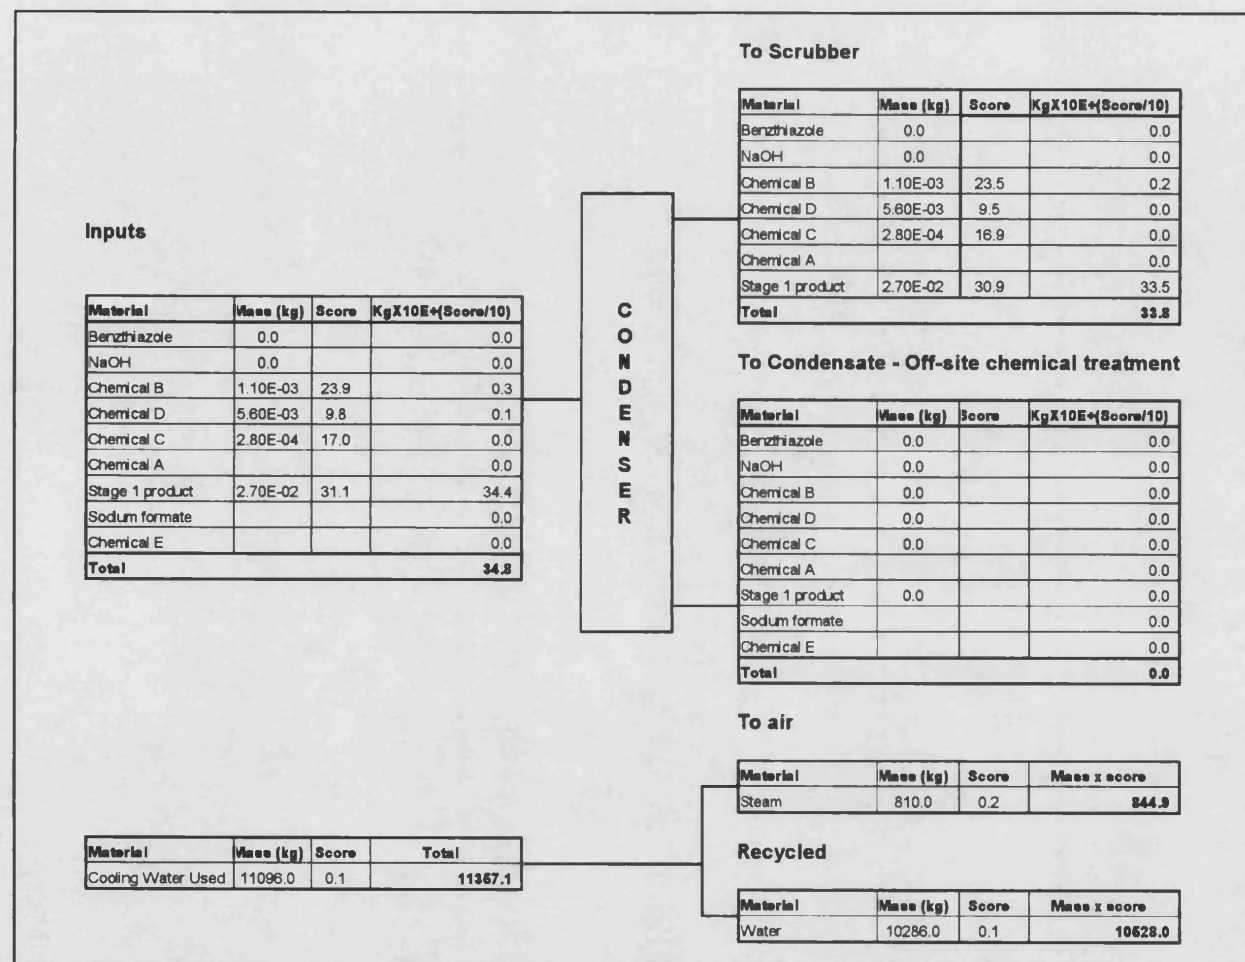 To Scrubber
Material Mass (kg) Score KgX10E+(Score/10)
Benzthiazole 0.0 0.0
NaOH 0.0 0.0
Chemical B 1.10E-03 23.5 0.2
Chemical D 5.60E-03 9.5 0.0
Chemical C 2.80E-04 16.9 0.0
Chemical A 0.0
Stage 1 product 2.70E-02 30.9 33.5
Total 33.8
Inputs
Material Mass (kg) Score KgX10E+(Score/10)
Benzthiazole 0.0 0.0
NaOH 0.0 0.0
Chemical B 1.10E-03 23.9 0.3
Chemical D 5.60E-03 9.8 0.1
Chemical C 2.80E-04 17.0 0.0
Chemical A 0.0
Stage 1 product 2.70E-02 31.1 34.4
Sodium formate 0.0
Chemical E 0.0
Total 34.8
C
O
N
D
E
N
S
E
R
To Condensate - Off-site chemical treatment
Material Mass (kg) Score KgX10E+(Score/10)
Benzthiazole 0.0 0.0
NaOH 0.0 0.0
Chemical B 0.0 0.0
Chemical D 0.0 0.0
Chemical C 0.0 0.0
Chemical A 0.0
Stage 1 product 0.0 0.0
Sodium formate 0.0
Chemical E 0.0
Total 0.0
To air
Material Mass (kg) Score Mass x score
Steam 810.0 0.2 844.9
Material Mass (kg) Score Total
Cooling Water Used 11096.0 0.1 11357.1
Recycled
Material Mass (kg) Score Mass x score
Water 10286.0 0.1 10528.0